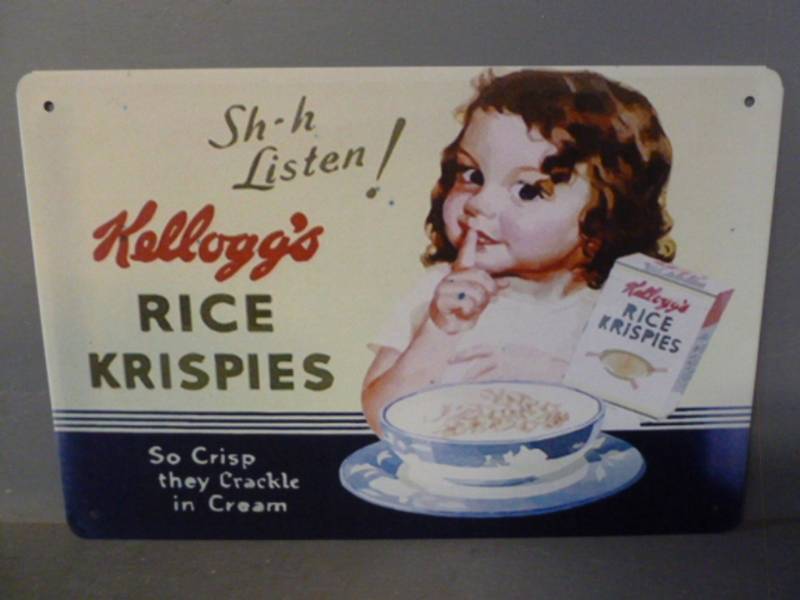 Sh-h
Listen!
Kellogg's
RICE
KRISPIES
Kellogg's
RICE
KRISPIES
So Crisp
they Crackle
in Cream